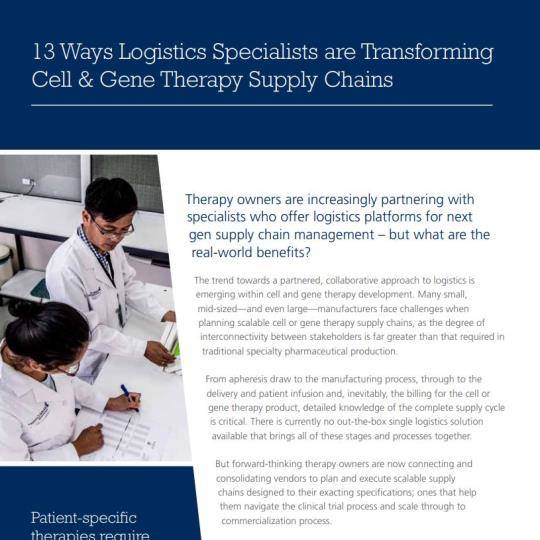 13 Ways Logistics Specialists are Transforming
Cell & Gene Therapy Supply Chains
Therapy owners are increasingly partnering with
specialists who offer logistics platforms for next
gen supply chain management – but what are the
real-world benefits?
The trend towards a partnered, collaborative approach to logistics is
emerging within cell and gene therapy development. Many small,
mid-sized—and even large—manufacturers face challenges when
planning scalable cell or gene therapy supply chains, as the degree of
interconnectivity between stakeholders is far greater than that required in
traditional specialty pharmaceutical production.
From apheresis draw to the manufacturing process, through to the
delivery and patient infusion and, inevitably, the billing for the cell or
gene therapy product, detailed knowledge of the complete supply cycle
is critical. There is currently no out-the-box single logistics solution
available that brings all of these stages and processes together.
But forward-thinking therapy owners are now connecting and
consolidating vendors to plan and execute scalable supply
chains designed to their exacting specifications; ones that help
them navigate the clinical trial process and scale through to
commercialization process.
Patient-specific
therapies require